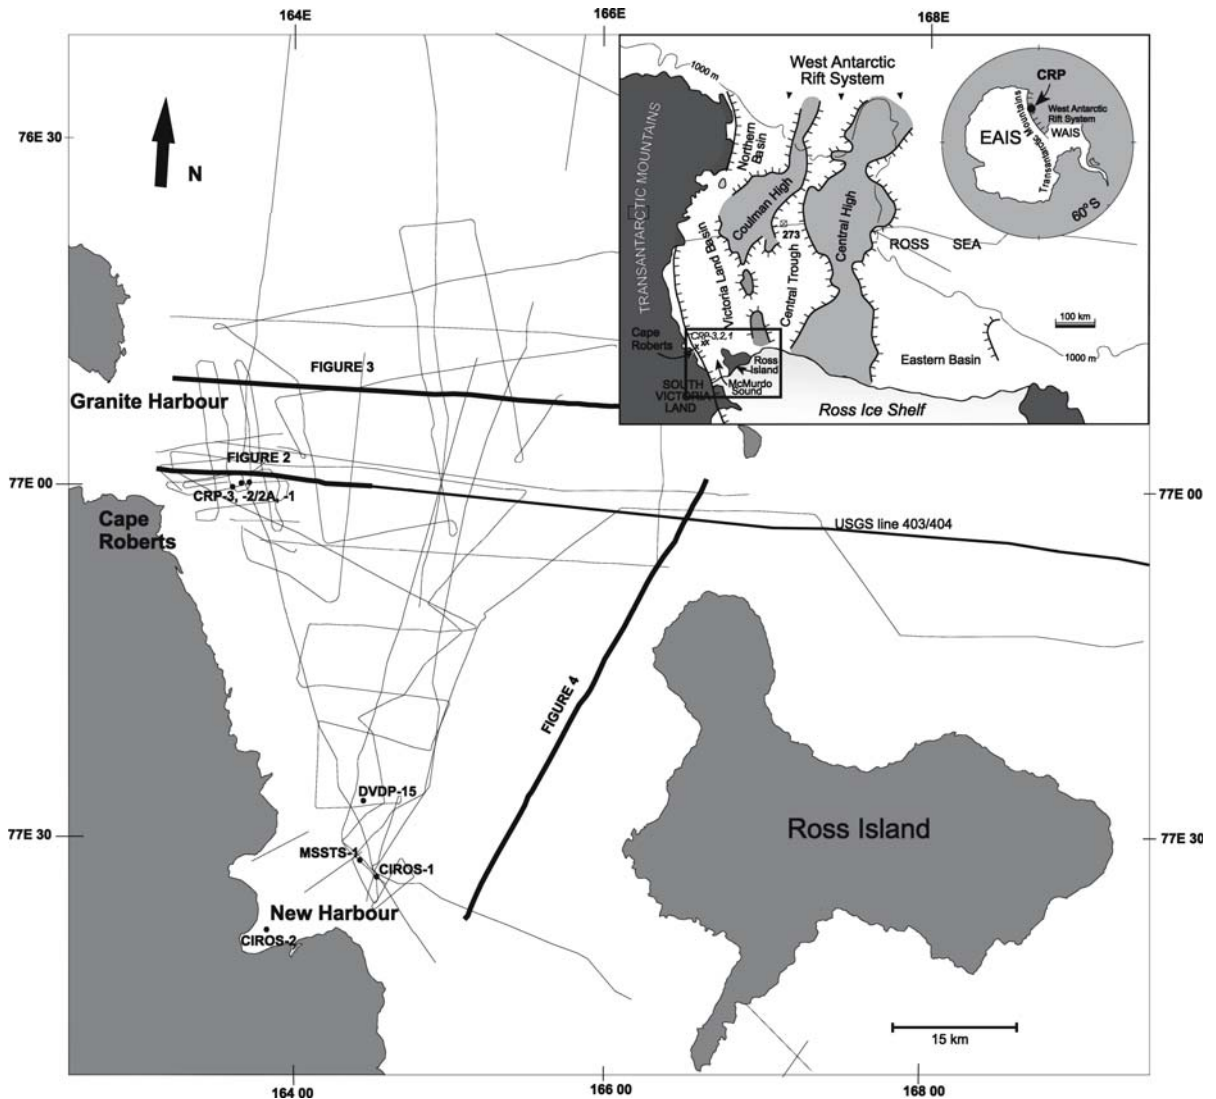 164E
166E
168E
76E 30
N
Granite Harbour
FIGURE 3
FIGURE 2
CRP-3, -2/2A, -1
77E 00
Cape
Roberts
USGS line 403/404
77E 00
FIGURE 4
DVDP-15
MSSTS-1
CIROS-1
New Harbour
CIROS-2
77E 30
Ross Island
77E 30
15 km
164 00
166 00
168 00
1000 m
West Antarctic
Rift System
TRANSANTARCTIC MOUNTAINS
Northern
Basin
Coulman High
Victoria Land Basin
273
Central Trough
Central High
ROSS SEA
Eastern Basin
100 km
1000 m
Cape
Roberts
CRP-3,2,1
Ross
Island
McMurdo
Sound
SOUTH
VICTORIA
LAND
Ross Ice Shelf
CRP
West Antarctic
Rift System
EAIS
WAIS
Transantarctic Mountains
60° S